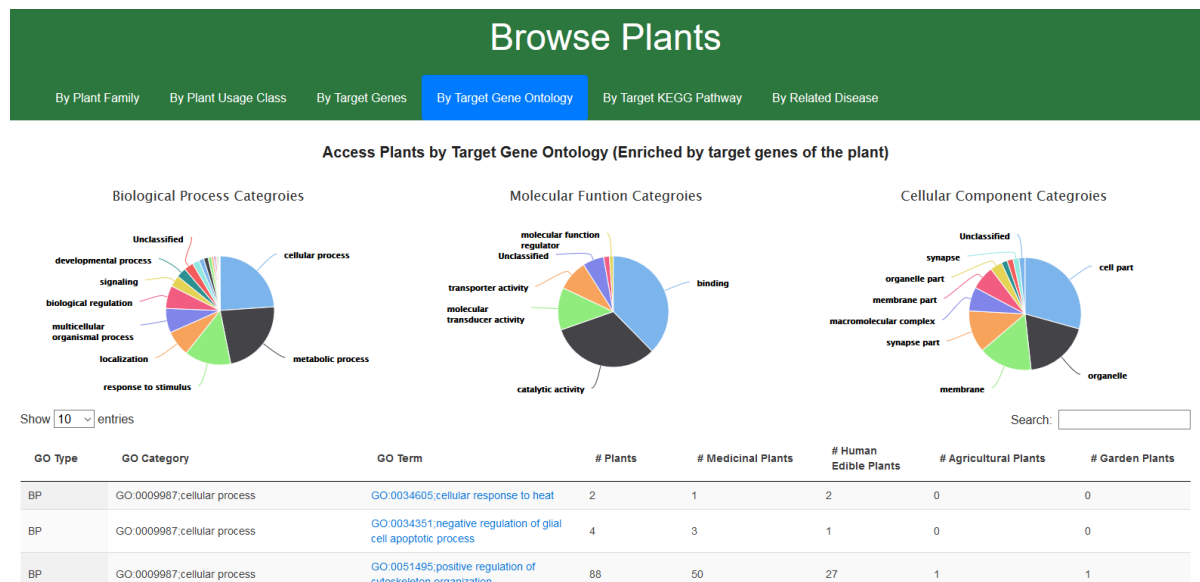 Browse Plants
By Plant Family By Plant Usage Class By Target Genes By Target Gene Ontology By Target KEGG Pathway By Related Disease
Access Plants by Target Gene Ontology (Enriched by target genes of the plant)
Biological Process Categroies
Unclassified
cellular process
developmental process
signaling
biological regulation
multicellular
organismal process
localization
metabolic process
response to stimulus
Molecular Funtion Categroies
molecular function
regulator
Unclassified
binding
transporter activity
molecular
transducer activity
catalytic activity
Cellular Component Categroies
Unclassified
synapse
cell part
organelle part
membrane part
macromolecular complex
synapse part
organelle
membrane
Show 10 entries
Search:
GO Type GO Category GO Term # Plants # Medicinal Plants # Human Edible Plants # Agricultural Plants # Garden Plants
BP GO:0009987;cellular process GO:0034605;cellular response to heat 2 1 2 0 0
BP GO:0009987;cellular process GO:0034351;negative regulation of glial cell apoptotic process 4 3 1 0 0
BP GO:0009987;cellular process GO:0051495;positive regulation of cytoskeleton organization 88 50 27 1 1